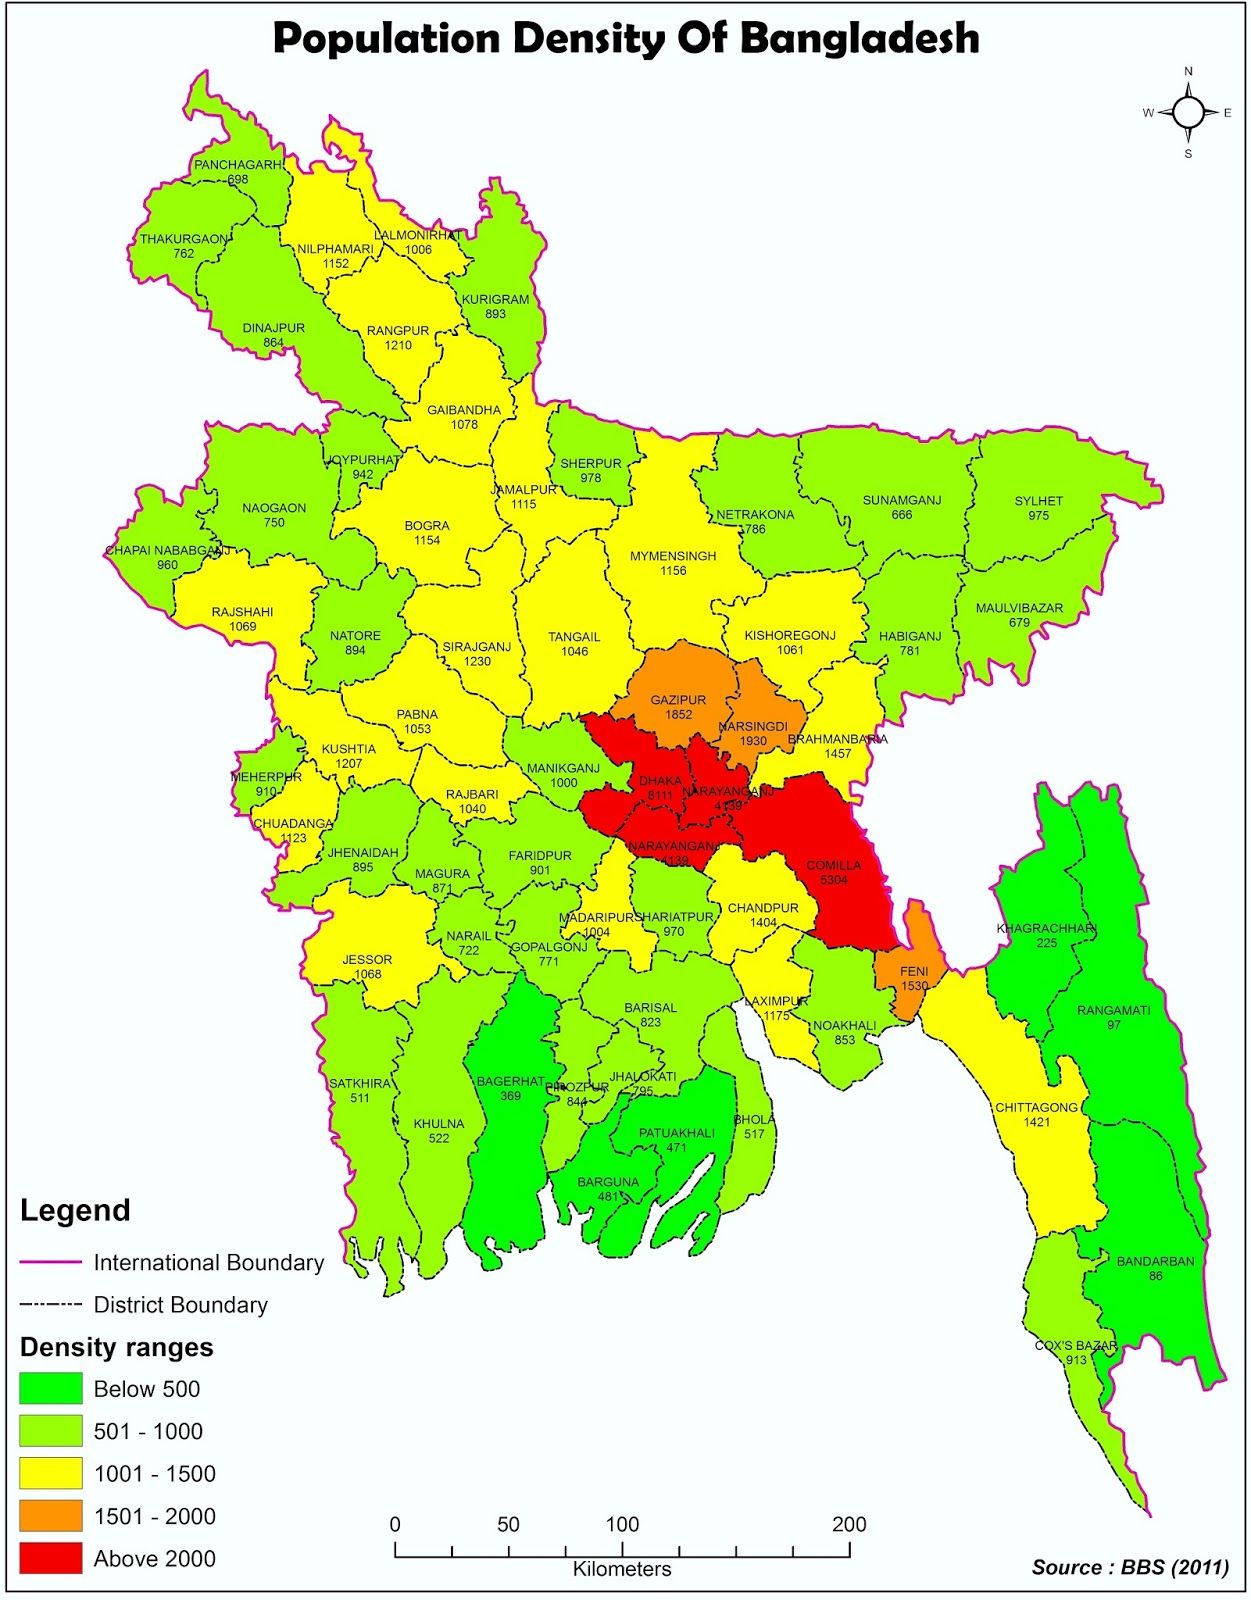 Population Density Of Bangladesh
N
W E
S
PANCHAGARH
698
THAKURGAON
762
NILPHAMARI
1152
LALMONIRHAT
1006
KURIGRAM
893
DINAJPUR
864
RANGPUR
1210
GAIBANDHA
1078
JOYPURHAT
942
SHERPUR
978
JAMALPUR
1115
NAOGAON
750
BOGRA
1154
NETRAKONA
786
SUNAMGANJ
666
SYLHET
975
CHAPAI NABABGANJ
960
MYMENSINGH
1156
RAJSHAHI
1069
NATORE
894
SIRAJGANJ
1230
TANGAIL
1046
KISHOREGONJ
1061
HABIGANJ
781
MAULVIBAZAR
679
PABNA
1053
GAZIPUR
1852
NARSINGDI
1930
BRAHMANBARIA
1457
KUSHTIA
1207
MEHERPUR
910
MANIKGANJ
1000
DHAKA
8111
NARAYANGANJ
4139
RAJBARI
1040
CHUADANGA
1123
JHENAIDAH
895
MAGURA
871
FARIDPUR
901
NARAYANGANJ
4139
COMILLA
5304
MADARIPUR
1004
SHARIATPUR
970
CHANDPUR
1404
KHAGRACHHARI
225
NARAIL
722
GOPALGONJ
771
JESSOR
1068
FENI
1530
LAXIMPUR
1175
BARISAL
823
NOAKHALI
853
RANGAMATI
97
SATKHIRA
511
BAGERHAT
369
PIROZPUR
844
JHALOKATI
795
KHULNA
522
PATUAKHALI
471
BHOLA
517
CHITTAGONG
1421
BARGUNA
481
BANDARBAN
86
COX'S BAZAR
913
Legend
International Boundary
District Boundary
Density ranges
Below 500
501 - 1000
1001 - 1500
1501 - 2000
Above 2000
0 50 100 200
Kilometers
Source : BBS (2011)